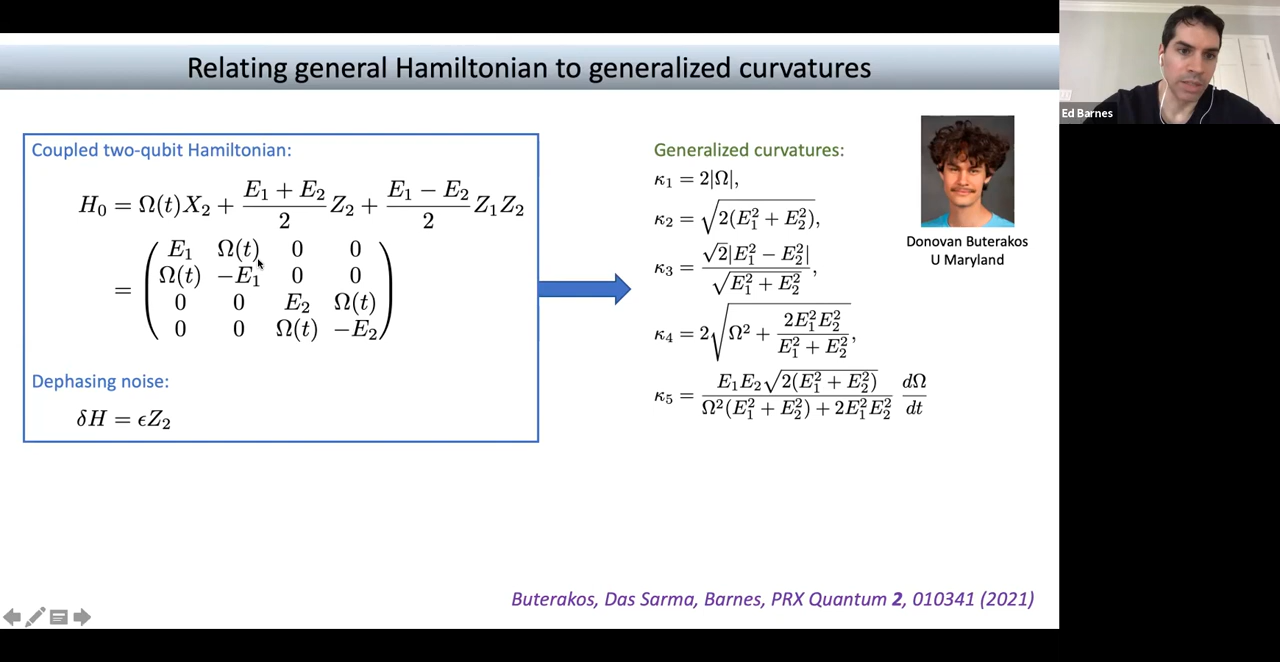 Relating general Hamiltonian to generalized curvatures
Ed Barnes
Coupled two-qubit Hamiltonian:
H₀ = Ω(t)X₂ + (E₁ + E₂)/2 Z₂ + (E₁ − E₂)/2 Z₁Z₂
= ( E₁ Ω(t) 0 0
Ω(t) −E₁ 0 0
0 0 E₂ Ω(t)
0 0 Ω(t) −E₂ )
Dephasing noise:
δH = ϵZ₂
Generalized curvatures:
κ₁ = 2|Ω|,
κ₂ = √(2(E₁² + E₂²)),
κ₃ = √2|E₁² − E₂²| / √(E₁² + E₂²),
κ₄ = 2√(Ω² + 2E₁²E₂² / (E₁² + E₂²)),
κ₅ = E₁E₂√(2(E₁² + E₂²)) / (Ω²(E₁² + E₂²) + 2E₁²E₂²) dΩ/dt
Donovan Buterakos
U Maryland
Buterakos, Das Sarma, Barnes, PRX Quantum 2, 010341 (2021)